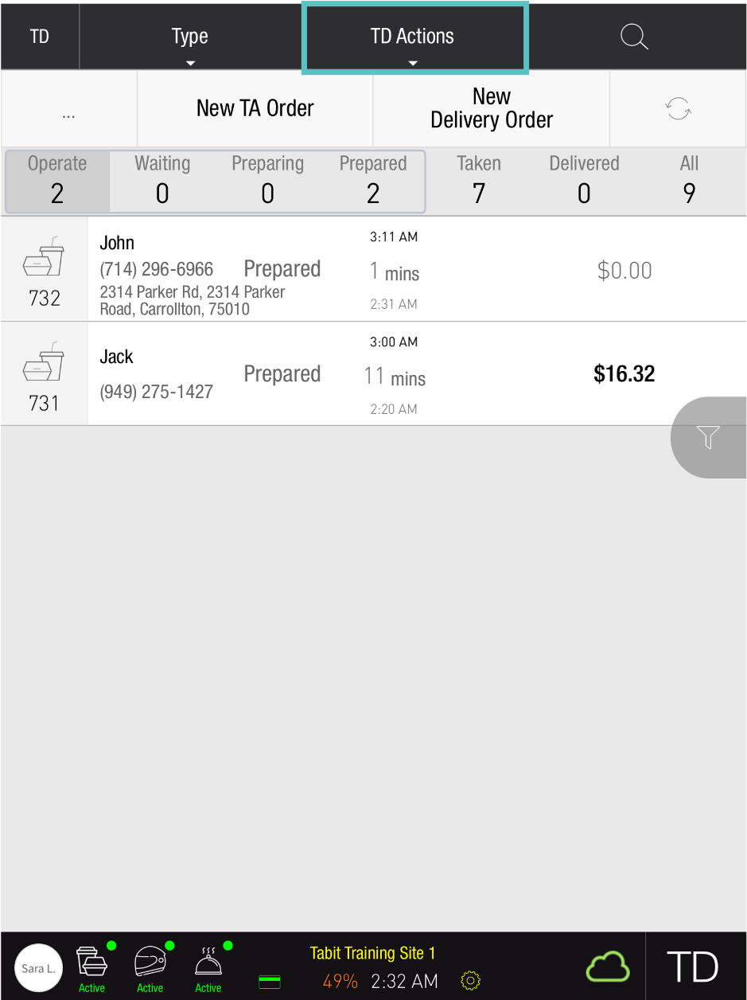 TD
Type
TD Actions
...
New TA Order
New
Delivery Order
Operate
Waiting
Preparing
Prepared
Taken
Delivered
All
2
0
0
2
7
0
9
732
John
(714) 296-6966
2314 Parker Rd, 2314 Parker
Road, Carrollton, 75010
Prepared
3:11 AM
1 mins
2:31 AM
$0.00
731
Jack
(949) 275-1427
Prepared
3:00 AM
11 mins
2:20 AM
$16.32
Sara L.
Active
Active
Active
Tabit Training Site 1
49% 2:32 AM
TD